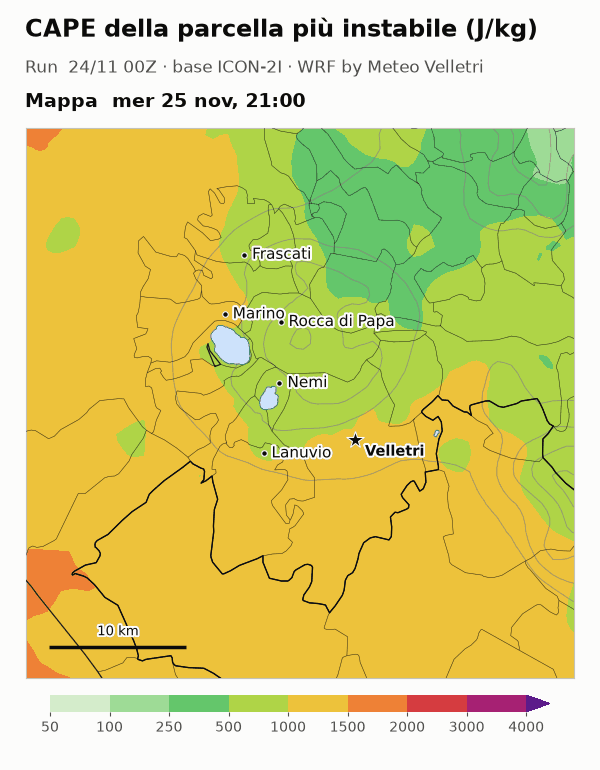 CAPE della parcella più instabile (J/kg)
Run  24/11 00Z · base ICON-2I · WRF by Meteo Velletri
Mappa  mer 25 nov, 21:00
Frascati
Marino
Rocca di Papa
Nemi
Velletri
Lanuvio
10 km
50 100 250 500 1000 1500 2000 3000 4000